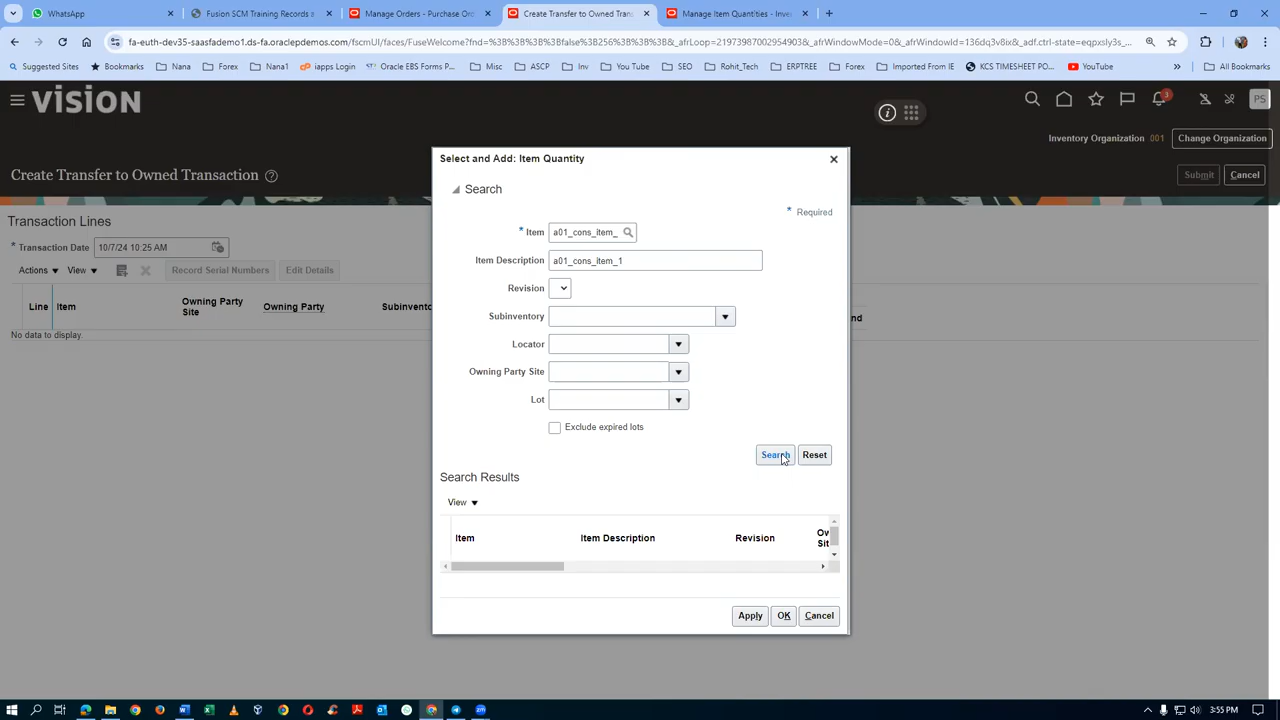 WhatsApp
Fusion SCM Training Records a
Manage Orders - Purchase Ord
Create Transfer to Owned Trans
Manage Item Quantities - Inven
fa-euth-dev35-saasfademo1.ds-fa.oraclepdemos.com/fscmUI/faces/FuseWelcome?fnd=%3B%3B%3B%3Bfalse%3B256%3B%3B%3B&_afrLoop=21973987002954903&_afrWindowMode=0&_afrWindowId=136dq3v8ix&_adf.ctrl-state=eqpxsly3s_...
Suggested Sites
Bookmarks
Nana
Forex
Nana1
iapps Login
Oracle EBS Forms P...
Misc
ASCP
Inv
You Tube
SEO
Rohit_Tech
ERPTREE
Forex
Imported From IE
KCS TIMESHEET PO...
YouTube
All Bookmarks
VISION
3
PS
Inventory Organization 001
Change Organization
Create Transfer to Owned Transaction
Submit
Cancel
Transaction Lines
* Transaction Date 10/7/24 10:25 AM
Actions
View
Record Serial Numbers
Edit Details
Line
Item
Owning Party Site
Owning Party
Subinvento
nd
No data to display.
Select and Add: Item Quantity
Search
* Required
* Item a01_cons_item_
Item Description a01_cons_item_1
Revision
Subinventory
Locator
Owning Party Site
Lot
Exclude expired lots
Search
Reset
Search Results
View
Item
Item Description
Revision
Ow
Sit
Apply
OK
Cancel
3:55 PM